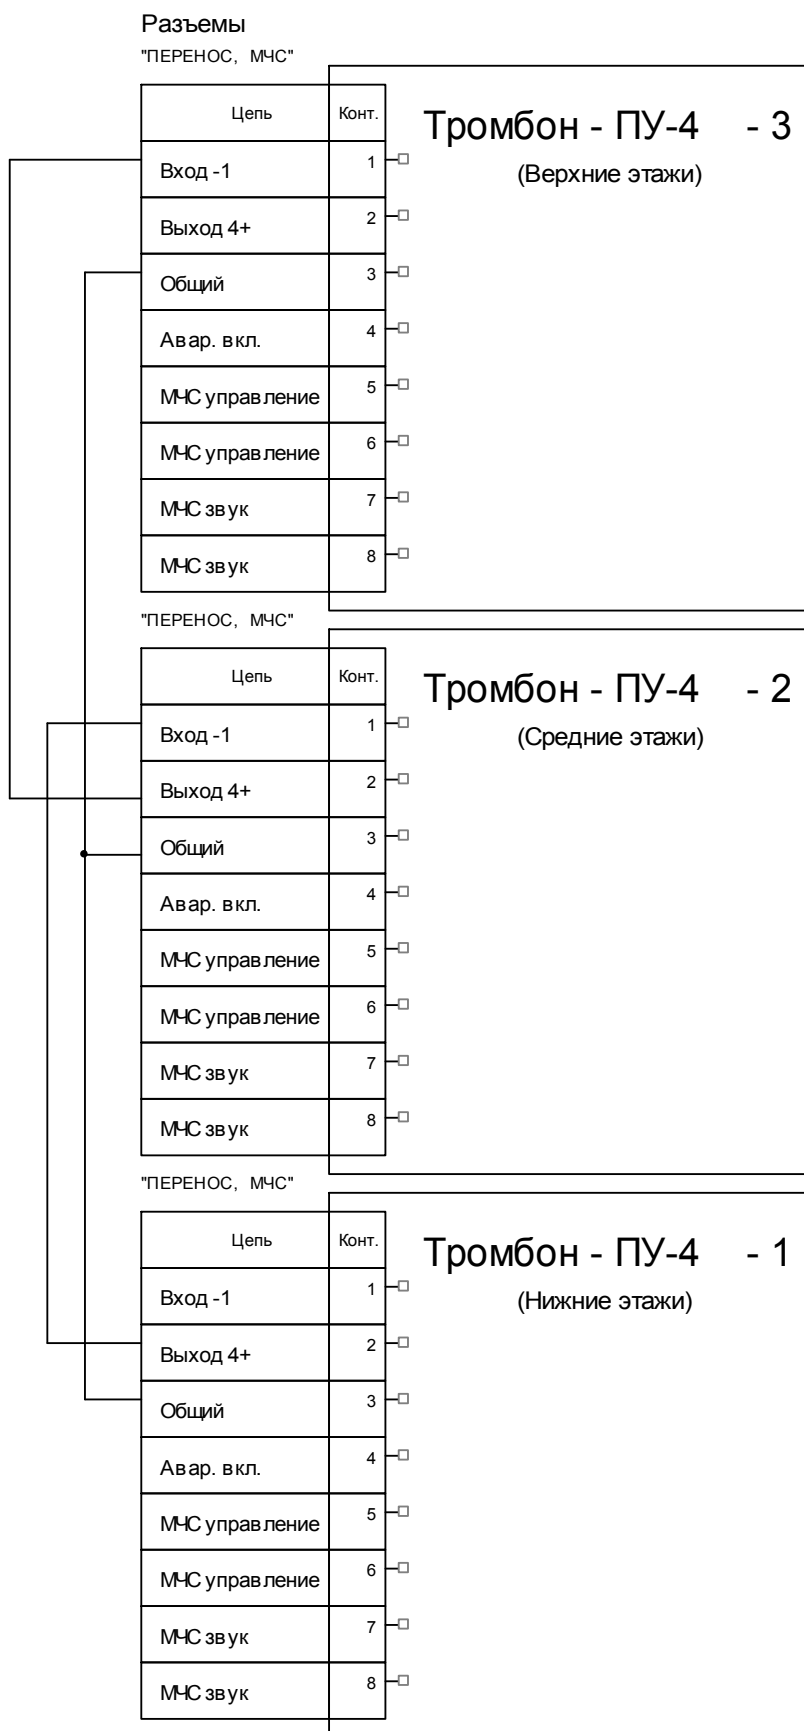 Разъемы
"ПЕРЕНОС, МЧС"
Цепь Конт.
Тромбон - ПУ-4 - 3
(Верхние этажи)
Вход -1 1
Выход 4+ 2
Общий 3
Авар. вкл. 4
МЧС управление 5
МЧС управление 6
МЧС звук 7
МЧС звук 8
"ПЕРЕНОС, МЧС"
Цепь Конт.
Тромбон - ПУ-4 - 2
(Средние этажи)
Вход -1 1
Выход 4+ 2
Общий 3
Авар. вкл. 4
МЧС управление 5
МЧС управление 6
МЧС звук 7
МЧС звук 8
"ПЕРЕНОС, МЧС"
Цепь Конт.
Тромбон - ПУ-4 - 1
(Нижние этажи)
Вход -1 1
Выход 4+ 2
Общий 3
Авар. вкл. 4
МЧС управление 5
МЧС управление 6
МЧС звук 7
МЧС звук 8